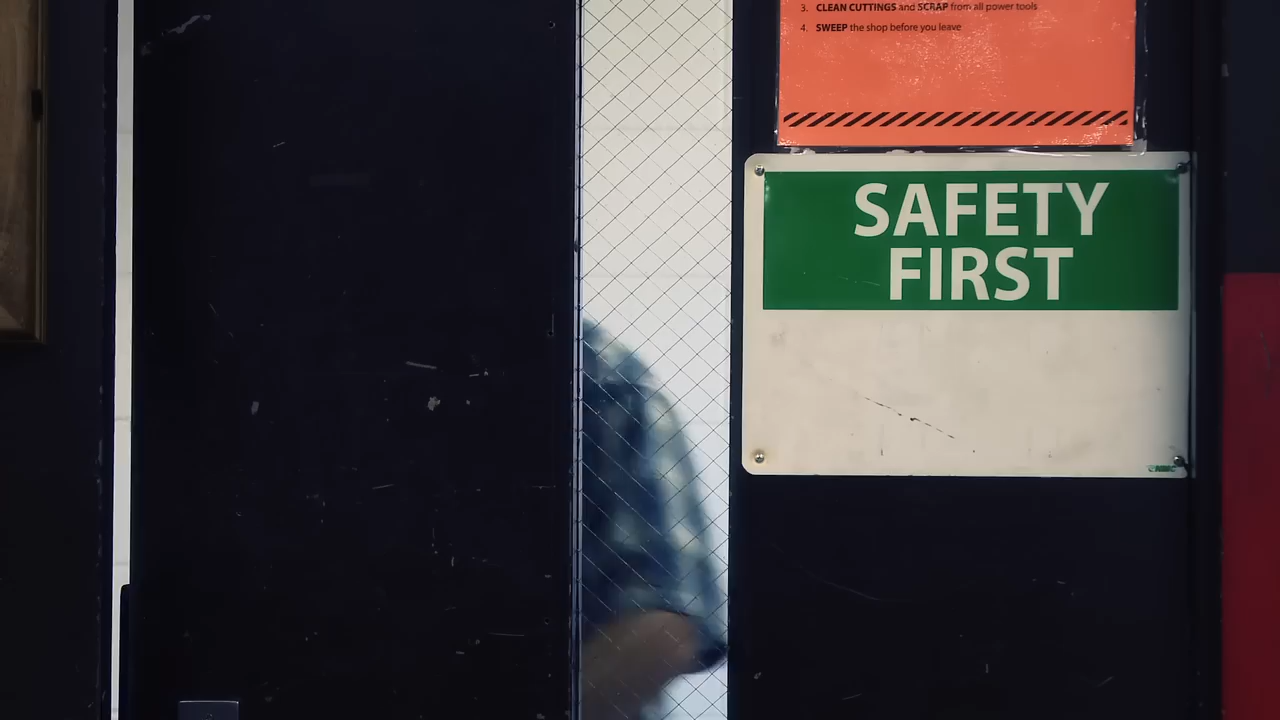 3. CLEAN CUTTINGS and SCRAP from all power tools
4. SWEEP the shop before you leave
SAFETY
FIRST